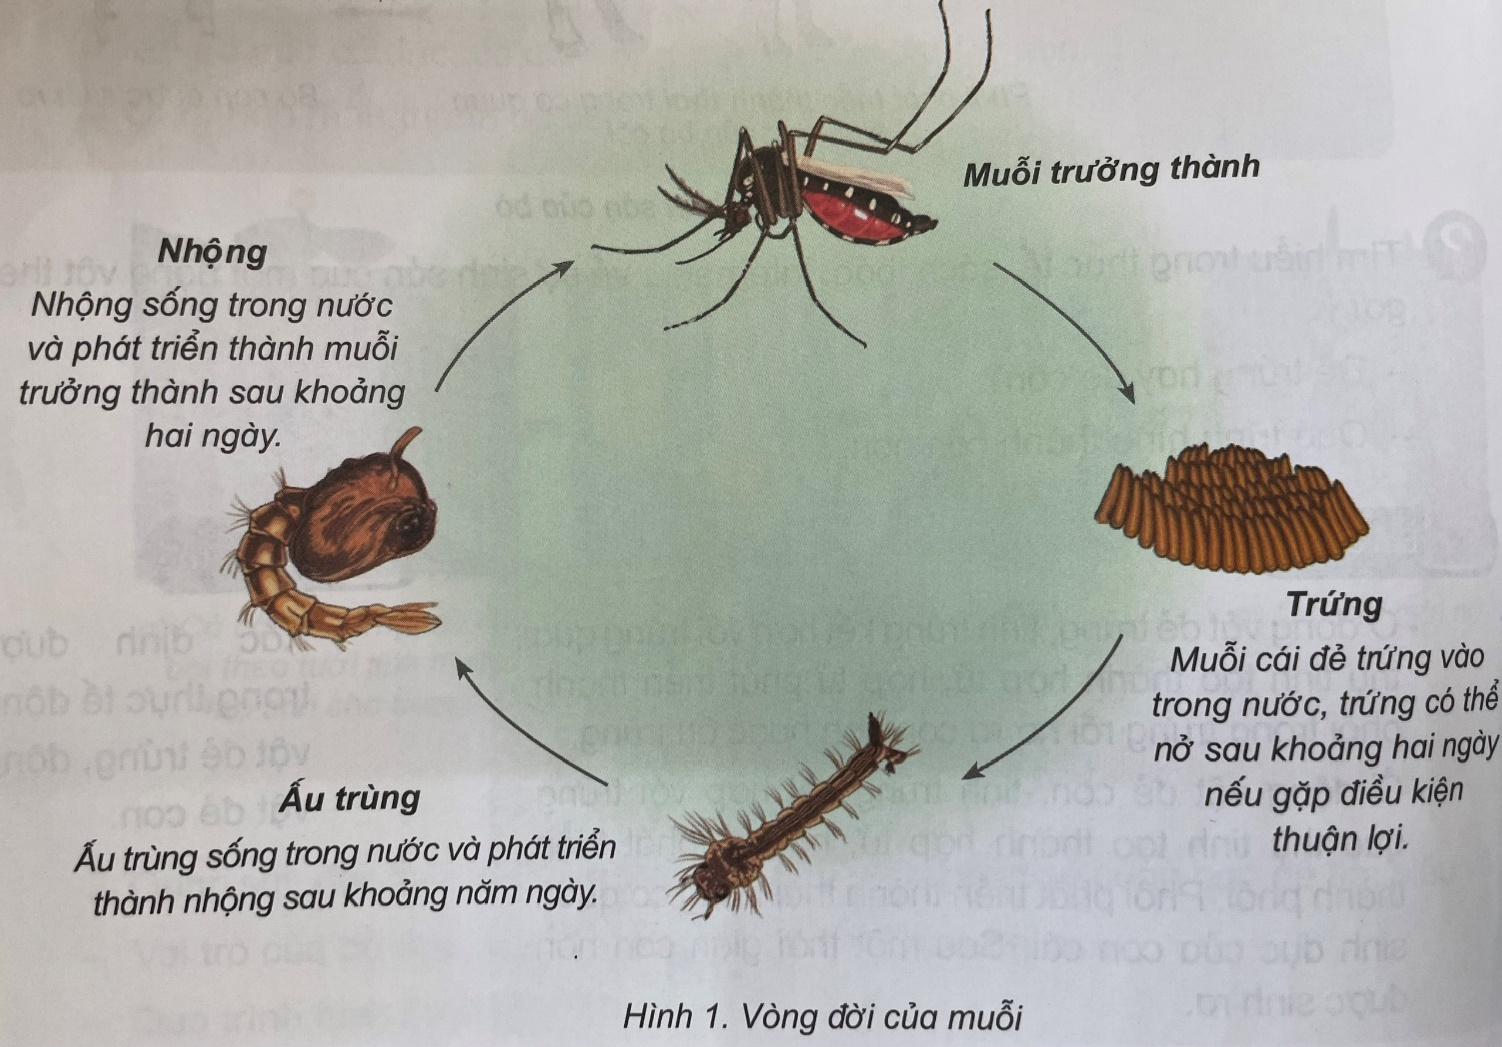 Muỗi trưởng thành
Nhộng
Nhộng sống trong nước
và phát triển thành muỗi
trưởng thành sau khoảng
hai ngày.
Trứng
Muỗi cái đẻ trứng vào
trong nước, trứng có thể
nở sau khoảng hai ngày
nếu gặp điều kiện
thuận lợi.
Ấu trùng
Ấu trùng sống trong nước và phát triển
thành nhộng sau khoảng năm ngày.
Hình 1. Vòng đời của muỗi